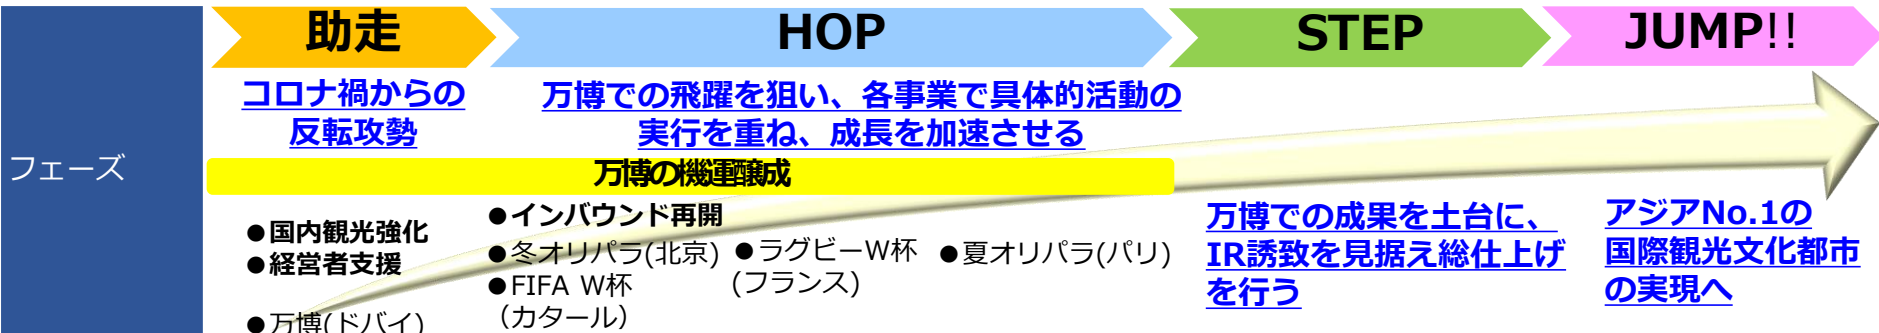 フェーズ
助走
HOP
STEP
JUMP!!
コロナ禍からの
反転攻勢
万博での飛躍を狙い、各事業で具体的活動の
実行を重ね、成長を加速させる
万博の機運醸成
●国内観光強化
●経営者支援
●万博(ドバイ)
●インバウンド再開
●冬オリパラ(北京)
●FIFA W杯
（カタール）
●ラグビーW杯
(フランス)
●夏オリパラ(パリ)
万博での成果を土台に、
IR誘致を見据え総仕上げ
を行う
アジアNo.1の
国際観光文化都市
の実現へ